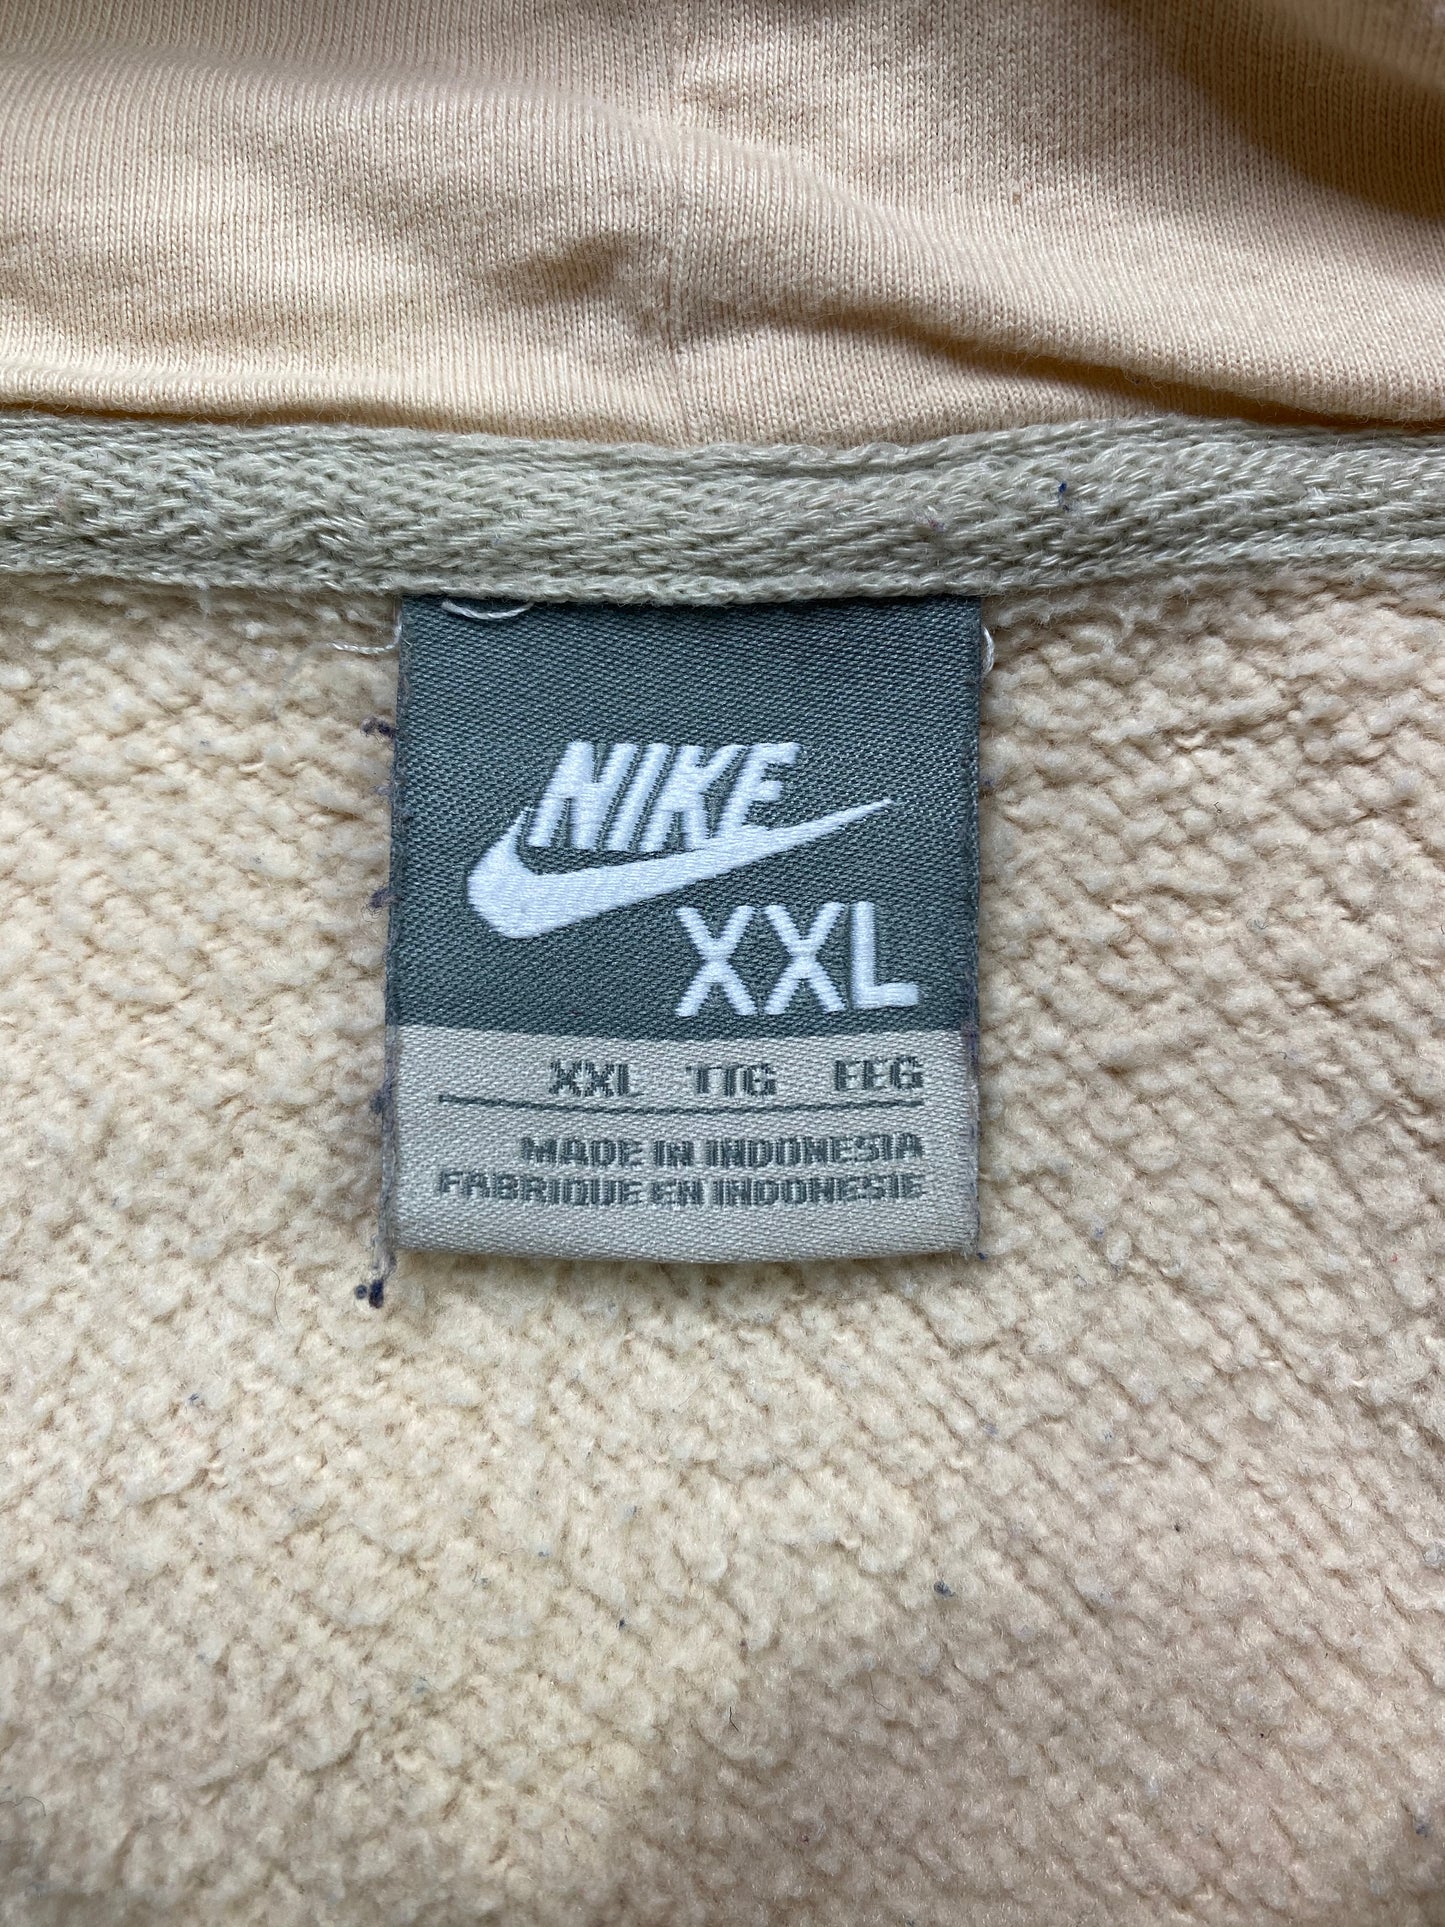 NIKE
XXL
XXL TTG EEG
MADE IN INDONESIA
FABRIQUE EN INDONESIE